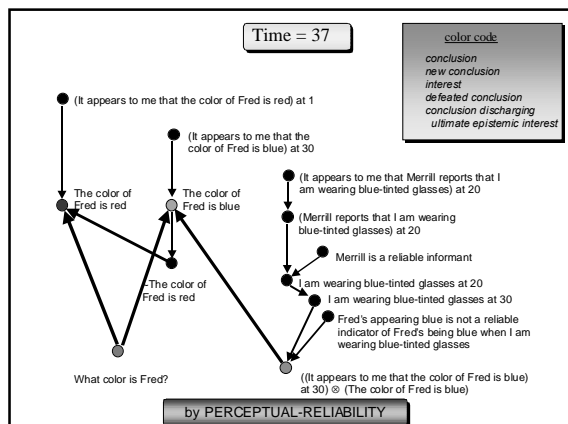 Time = 37
color code
conclusion
new conclusion
interest
defeated conclusion
conclusion discharging
ultimate epistemic interest
(It appears to me that the color of Fred is red) at 1
(It appears to me that the
color of Fred is blue) at 30
(It appears to me that Merrill reports that I
am wearing blue-tinted glasses) at 20
The color of
Fred is red
The color of
Fred is blue
(Merrill reports that I am wearing
blue-tinted glasses) at 20
Merrill is a reliable informant
~The color of
Fred is red
I am wearing blue-tinted glasses at 20
I am wearing blue-tinted glasses at 30
Fred's appearing blue is not a reliable
indicator of Fred's being blue when I am
wearing blue-tinted glasses
What color is Fred?
((It appears to me that the color of Fred is blue)
at 30) ⊗ (The color of Fred is blue)
by PERCEPTUAL-RELIABILITY